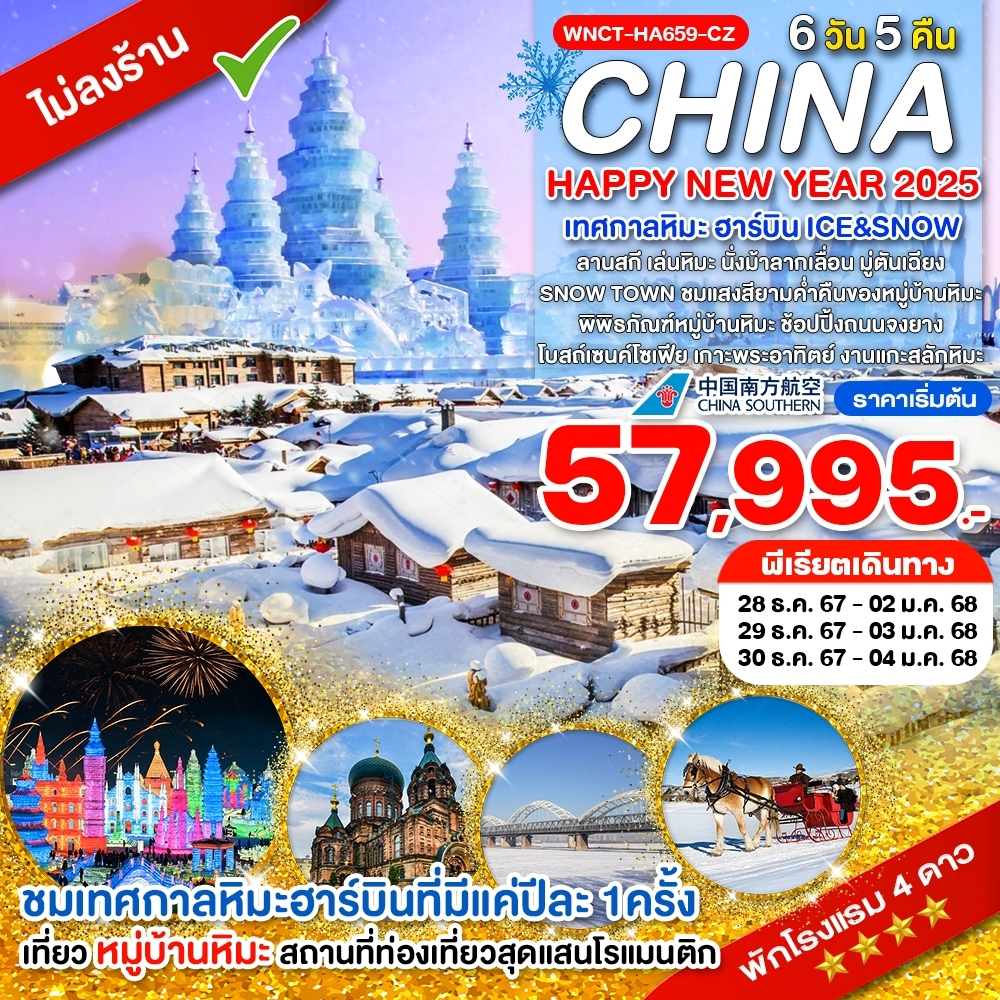 ไม่ลงร้าน
WNCT-HA659-CZ
6 วัน 5 คืน
CHINA
HAPPY NEW YEAR 2025
เทศกาลหิมะ ฮาร์บิน ICE&SNOW
ลานสกี เล่นหิมะ นั่งม้าลากเลื่อน มู่ตันเฉียง
SNOW TOWN ชมแสงสียามค่ำคืนของหมู่บ้านหิมะ
พิพิธภัณฑ์หมู่บ้านหิมะ ช้อปปิ้งถนนจงยาง
โบสถ์เซนต์โซเฟีย เกาะพระอาทิตย์ งานแกะสลักหิมะ
中国南方航空
CHINA SOUTHERN
ราคาเริ่มต้น
57,995.-
พีเรียตเดินทาง
28 ธ.ค. 67 - 02 ม.ค. 68
29 ธ.ค. 67 - 03 ม.ค. 68
30 ธ.ค. 67 - 04 ม.ค. 68
ชมเทศกาลหิมะฮาร์บินที่มีแค่ปีละ 1ครั้ง
เที่ยว หมู่บ้านหิมะ สถานที่ท่องเที่ยวสุดแสนโรแมนติก
พักโรงแรม 4 ดาว